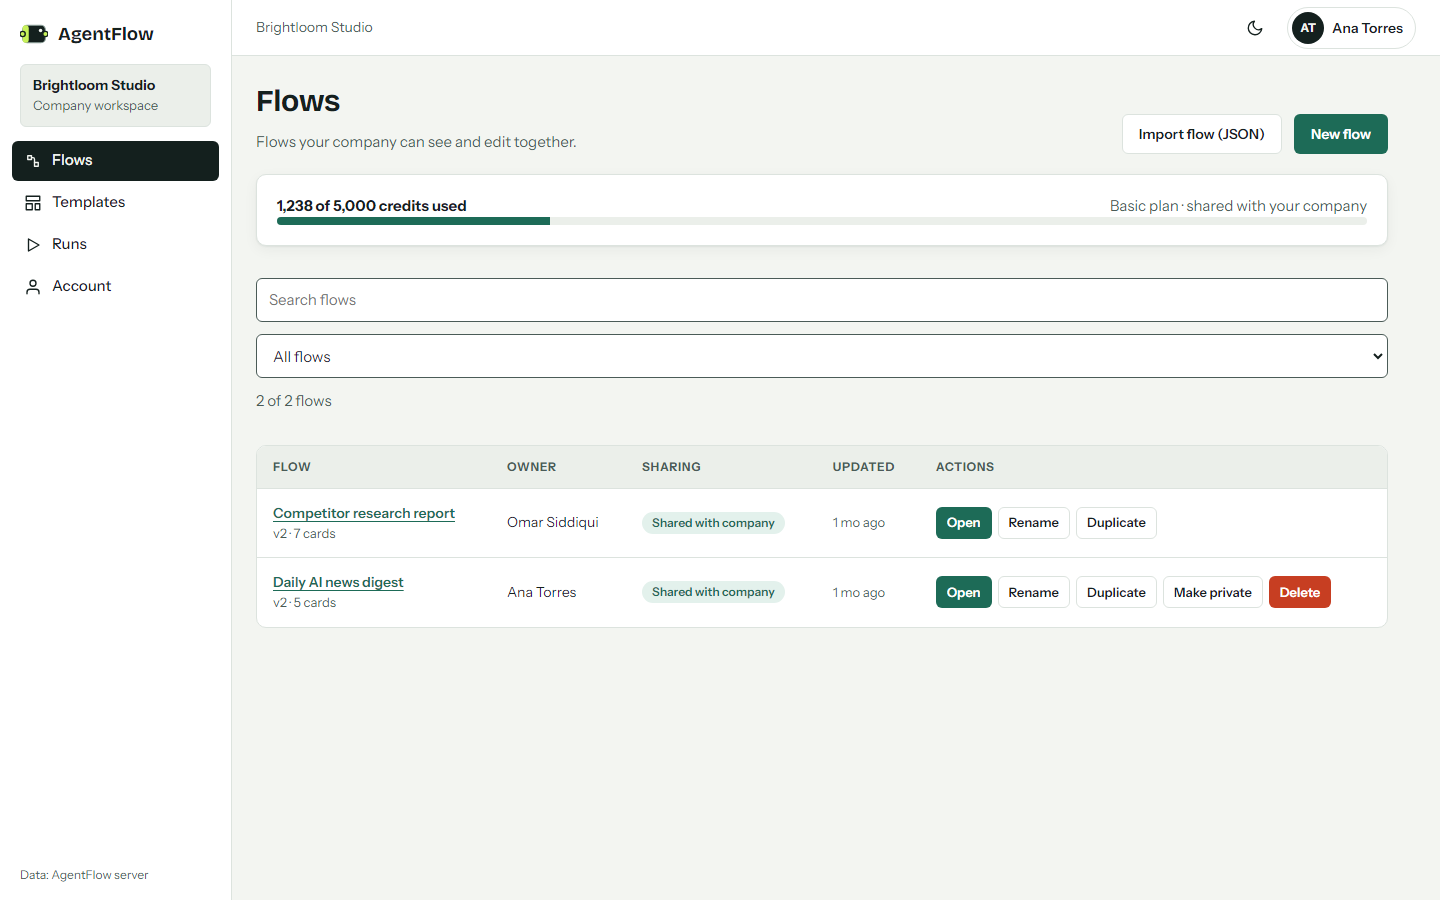 AgentFlow
Brightloom Studio
Company workspace
Flows
Templates
Runs
Account
Data: AgentFlow server
Brightloom Studio
AT
Ana Torres
Flows
Flows your company can see and edit together.
Import flow (JSON)
New flow
1,238 of 5,000 credits used
Basic plan · shared with your company
Search flows
All flows
2 of 2 flows
FLOW OWNER SHARING UPDATED ACTIONS
Competitor research report
v2 · 7 cards
Omar Siddiqui
Shared with company
1 mo ago
Open Rename Duplicate
Daily AI news digest
v2 · 5 cards
Ana Torres
Shared with company
1 mo ago
Open Rename Duplicate Make private Delete